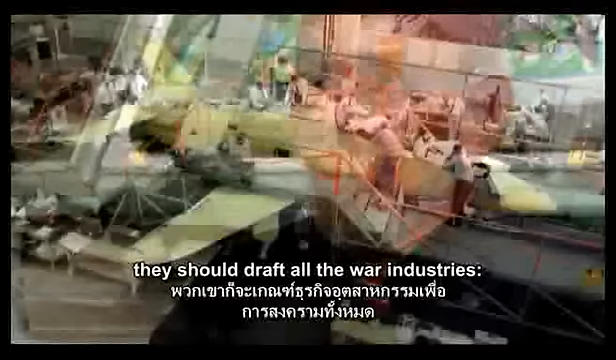 they should draft all the war industries:
พวกเขาก็จะเกณฑ์ธุรกิจอุตสาหกรรมเพื่อ
การสงครามทั้งหมด